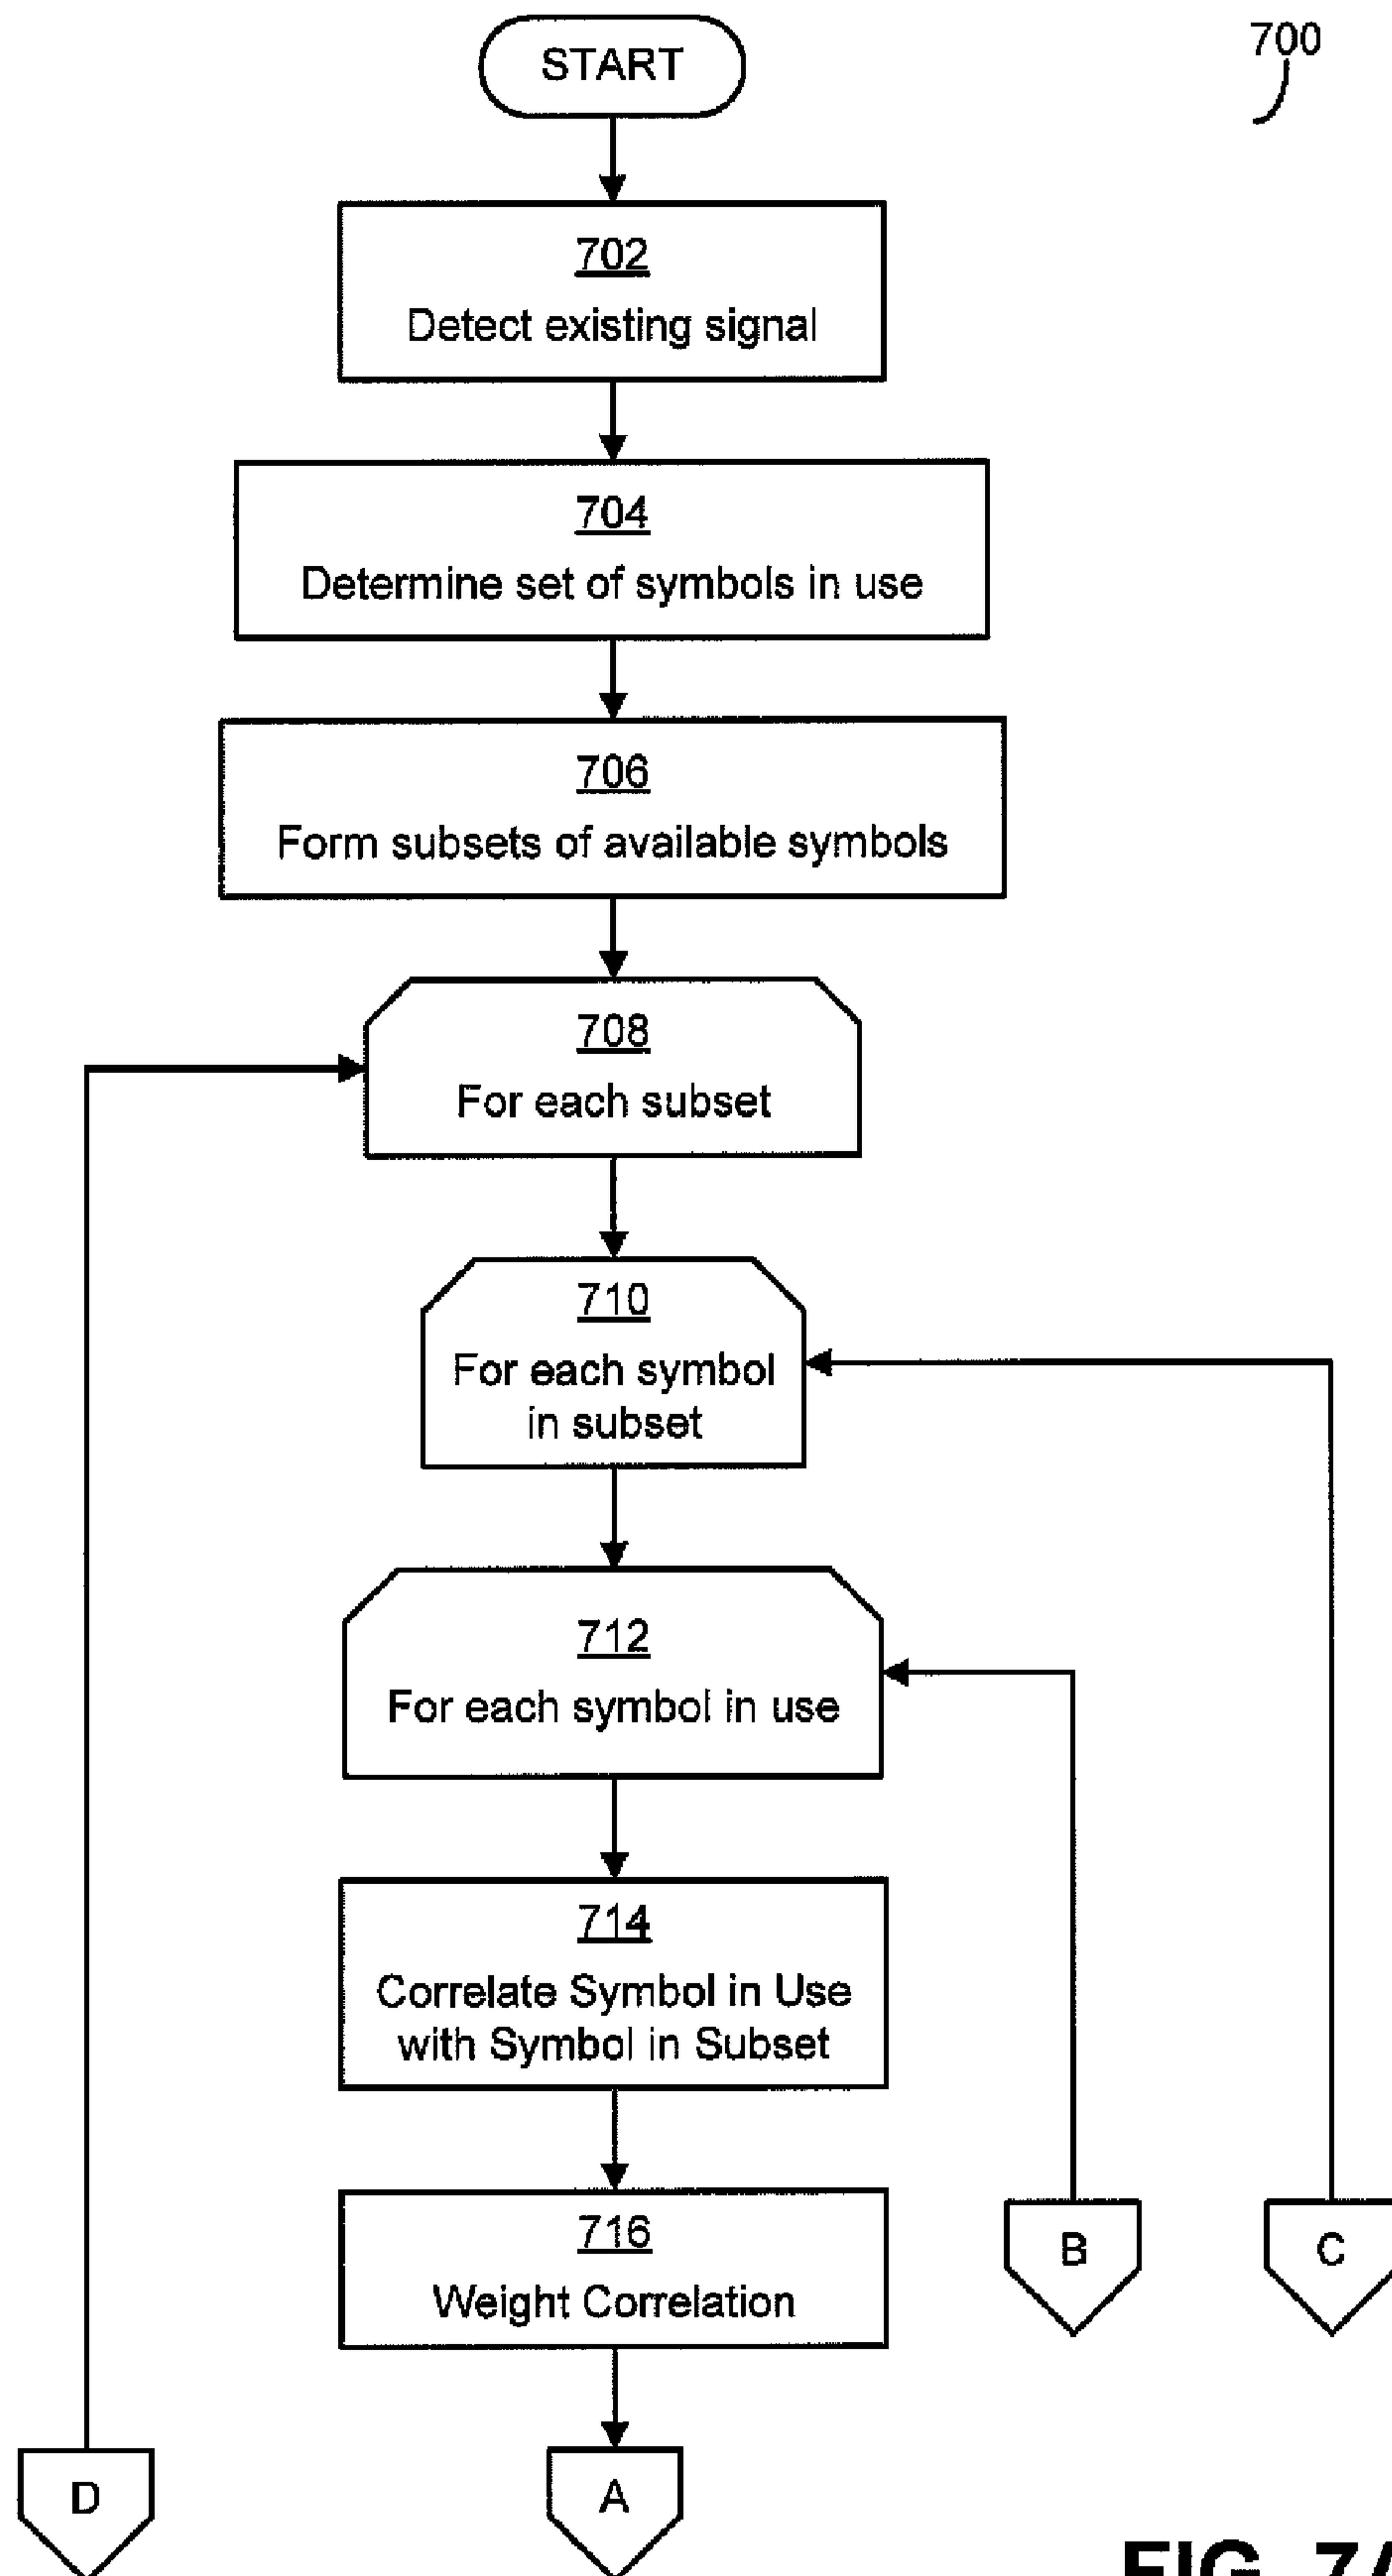 START
700
702
Detect existing signal
704
Determine set of symbols in use
706
Form subsets of available symbols
708
For each subset
710
For each symbol
in subset
712
For each symbol in use
714
Correlate Symbol in Use
with Symbol in Subset
716
Weight Correlation
B
C
D
A
FIG. 7A